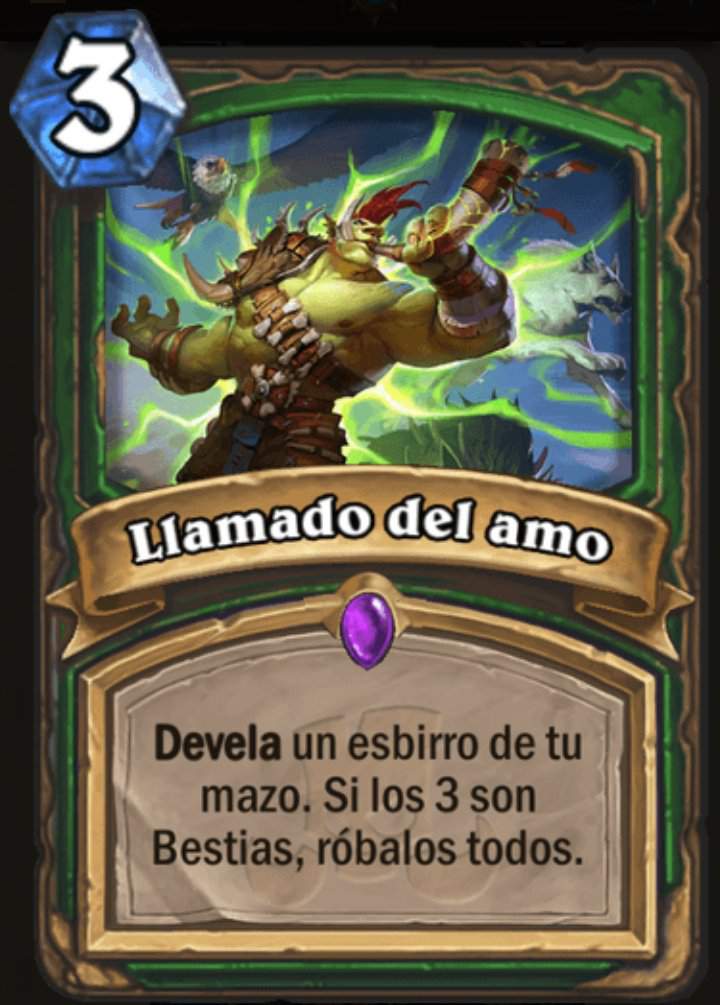 3
Llamado del amo
Devela un esbirro de tu
mazo. Si los 3 son
Bestias, róbalos todos.